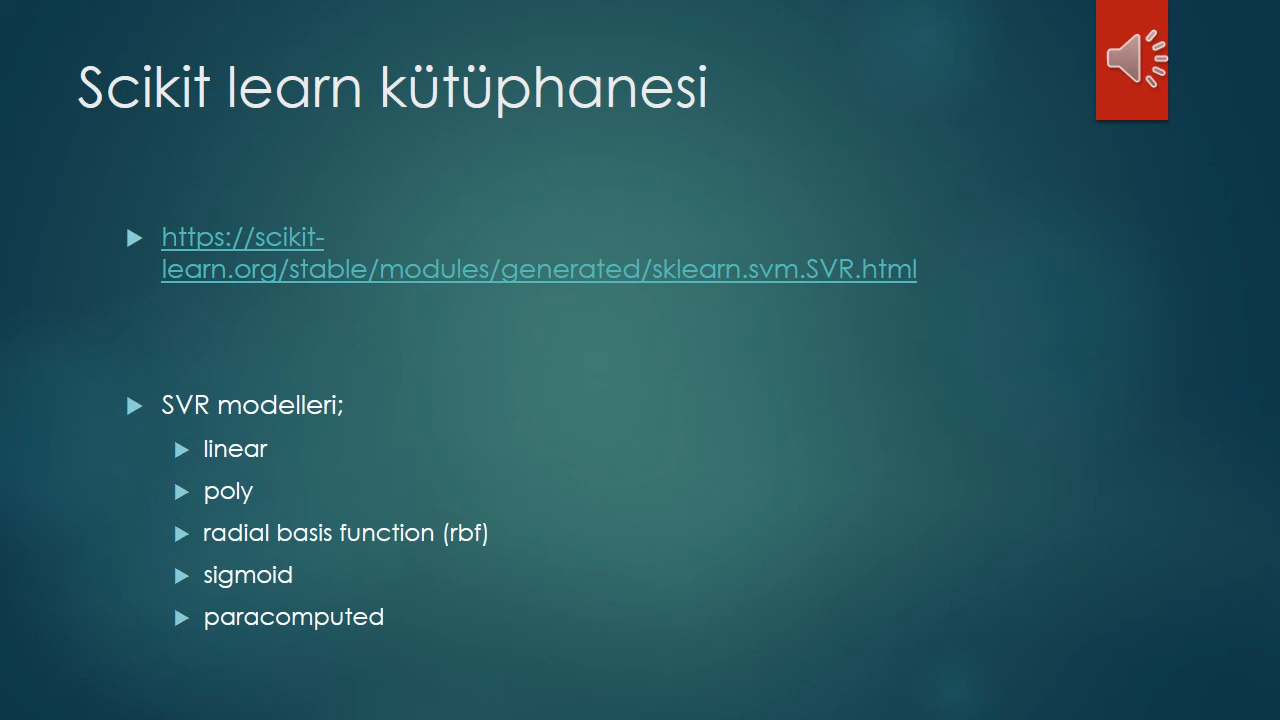 Scikit learn kütüphanesi
https://scikit-
learn.org/stable/modules/generated/sklearn.svm.SVR.html
SVR modelleri;
linear
poly
radial basis function (rbf)
sigmoid
paracomputed